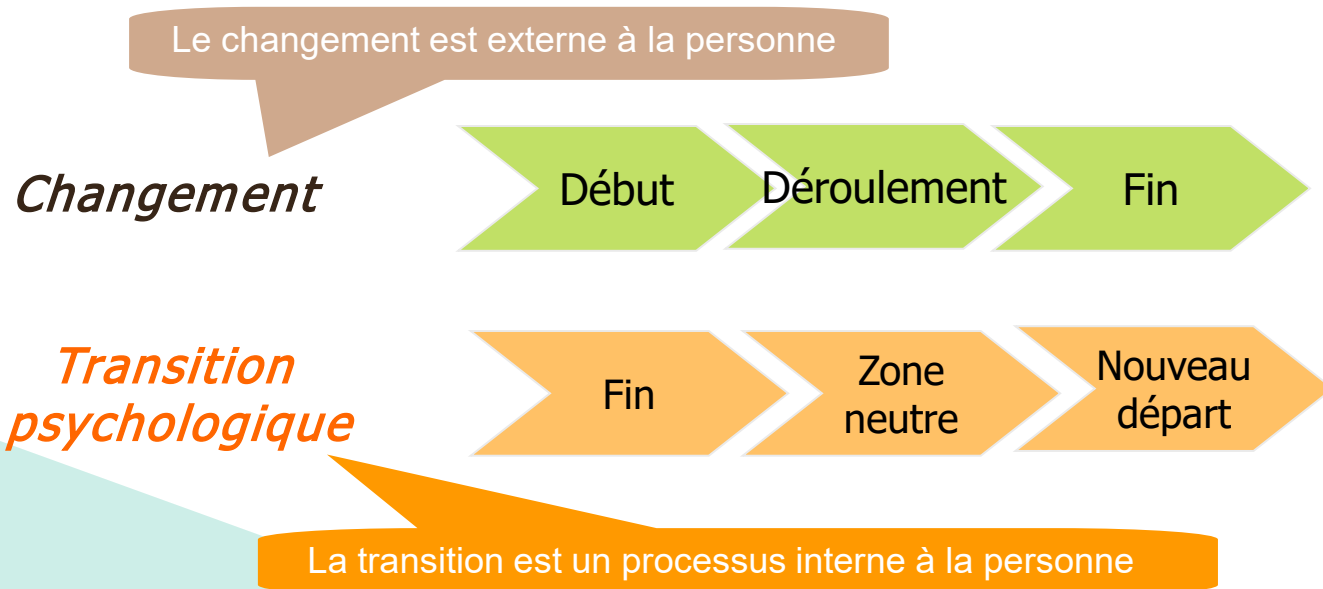 Le changement est externe à la personne
Changement
Début
Déroulement
Fin
Transition
psychologique
Fin
Zone
neutre
Nouveau
départ
La transition est un processus interne à la personne